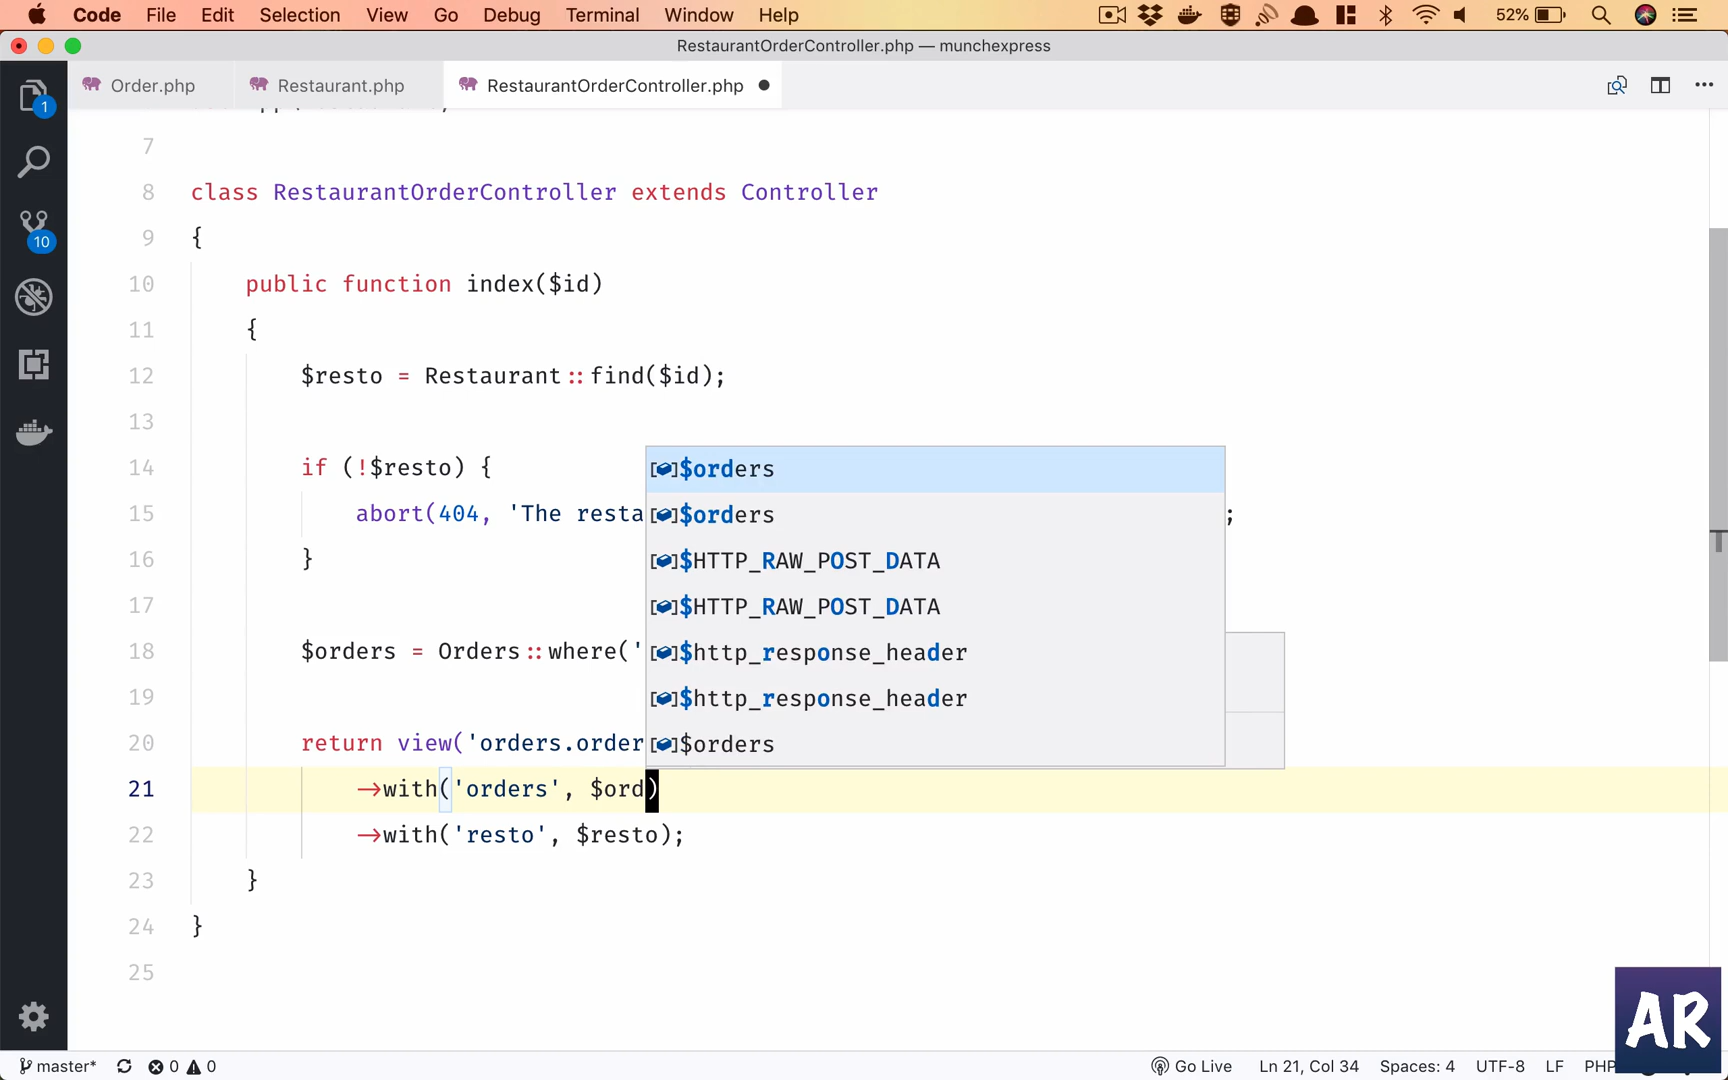 Code File Edit Selection View Go Debug Terminal Window Help 52%
RestaurantOrderController.php — munchexpress
Order.php Restaurant.php RestaurantOrderController.php
1
10
7
8 class RestaurantOrderController extends Controller
9 {
10 public function index($id)
11 {
12 $resto = Restaurant::find($id);
13
14 if (!$resto) {
15 abort(404, 'The resta ;
16 }
17
18 $orders = Orders::where('
19
20 return view('orders.order
21 ->with('orders', $ord)
22 ->with('resto', $resto);
23 }
24 }
25
$orders
$orders
$HTTP_RAW_POST_DATA
$HTTP_RAW_POST_DATA
$http_response_header
$http_response_header
$orders
AR
master* 0 0 Go Live Ln 21, Col 34 Spaces: 4 UTF-8 LF PHP